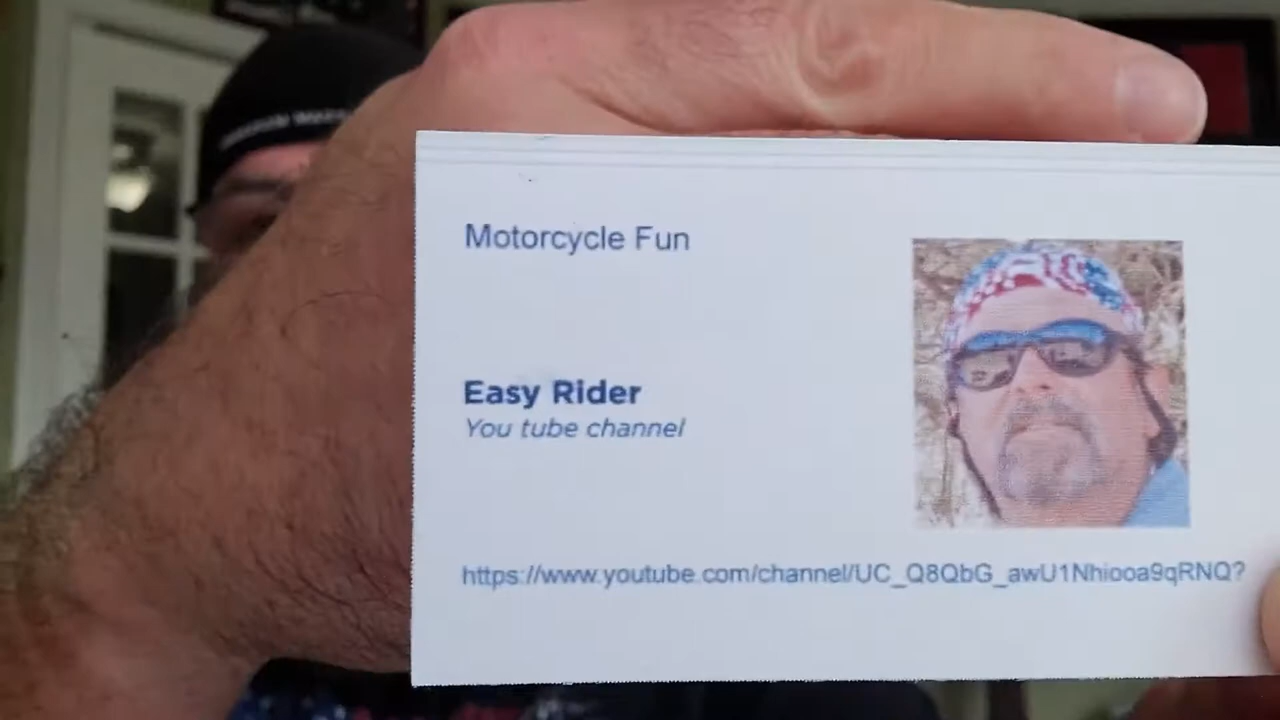 Motorcycle Fun
Easy Rider
You tube channel
https://www.youtube.com/channel/UC_Q8QbG_awU1Nhiooa9qRNQ?